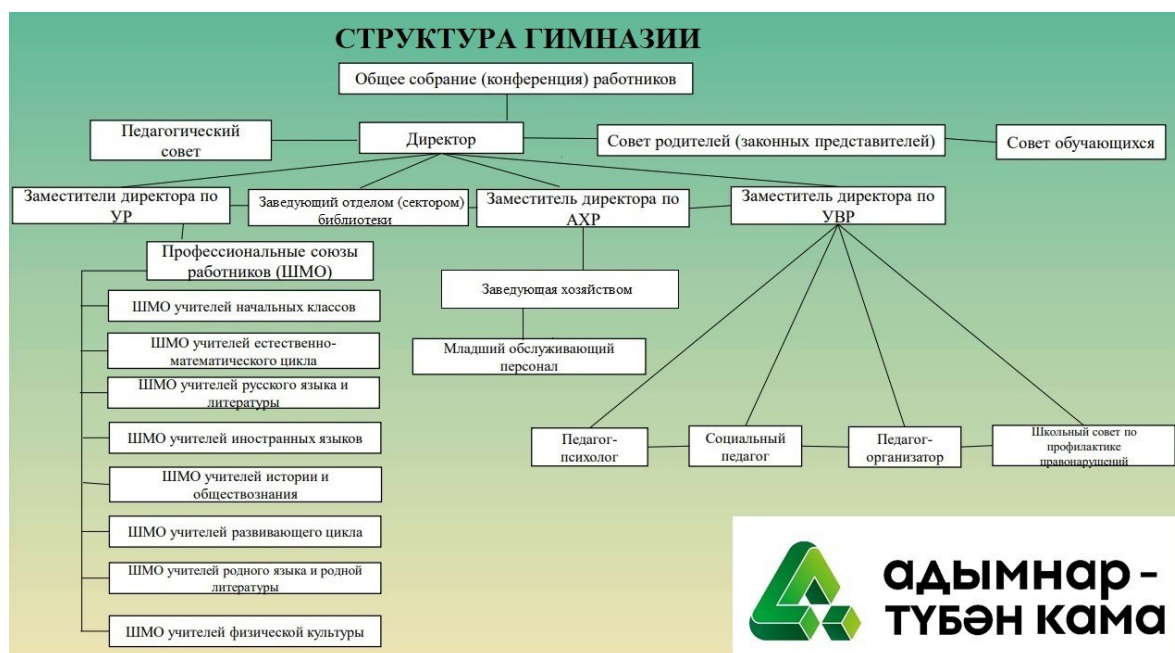 СТРУКТУРА ГИМНАЗИИ
Общее собрание (конференция) работников
Педагогический
совет
Директор
Совет родителей (законных представителей)
Совет обучающихся
Заместители директора по
УР
Заведующий отделом (сектором)
библиотеки
Заместитель директора по
АХР
Заместитель директора по
УВР
Профессиональные союзы
работников (ШМО)
Заведующая хозяйством
ШМО учителей начальных классов
ШМО учителей естественно-
математического цикла
Младший обслуживающий
персонал
ШМО учителей русского языка и
литературы
ШМО учителей иностранных языков
Педагог-
психолог
Социальный
педагог
Педагог-
организатор
Школьный совет по
профилактике
правонарушений
ШМО учителей истории и
обществознания
ШМО учителей развивающего цикла
ШМО учителей родного языка и родной
литературы
ШМО учителей физической культуры
адымнар -
түбән кама